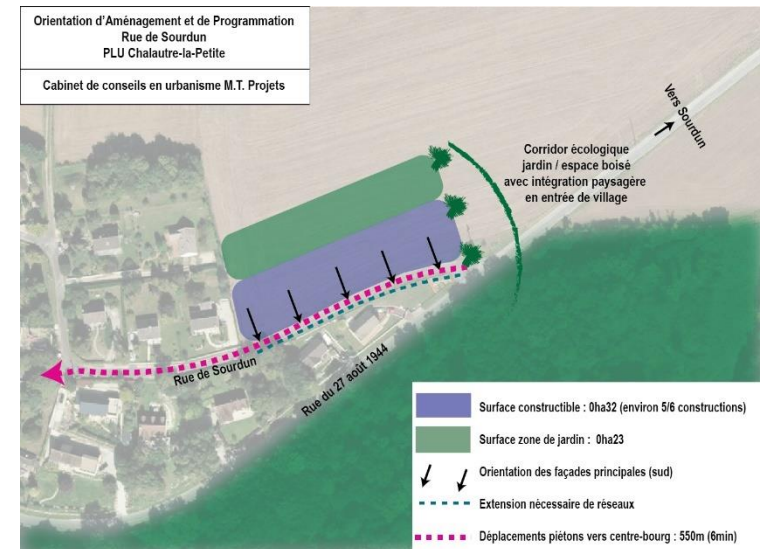 Orientation d'Aménagement et de Programmation
Rue de Sourdun
PLU Chalautre-la-Petite
Cabinet de conseils en urbanisme M.T. Projets
Vers Sourdun
Corridor écologique
jardin / espace boisé
avec intégration paysagère
en entrée de village
Rue de Sourdun
Rue du 27 août 1944
Surface constructible : 0ha32 (environ 5/6 constructions)
Surface zone de jardin : 0ha23
Orientation des façades principales (sud)
Extension nécessaire de réseaux
Déplacements piétons vers centre-bourg : 550m (6min)